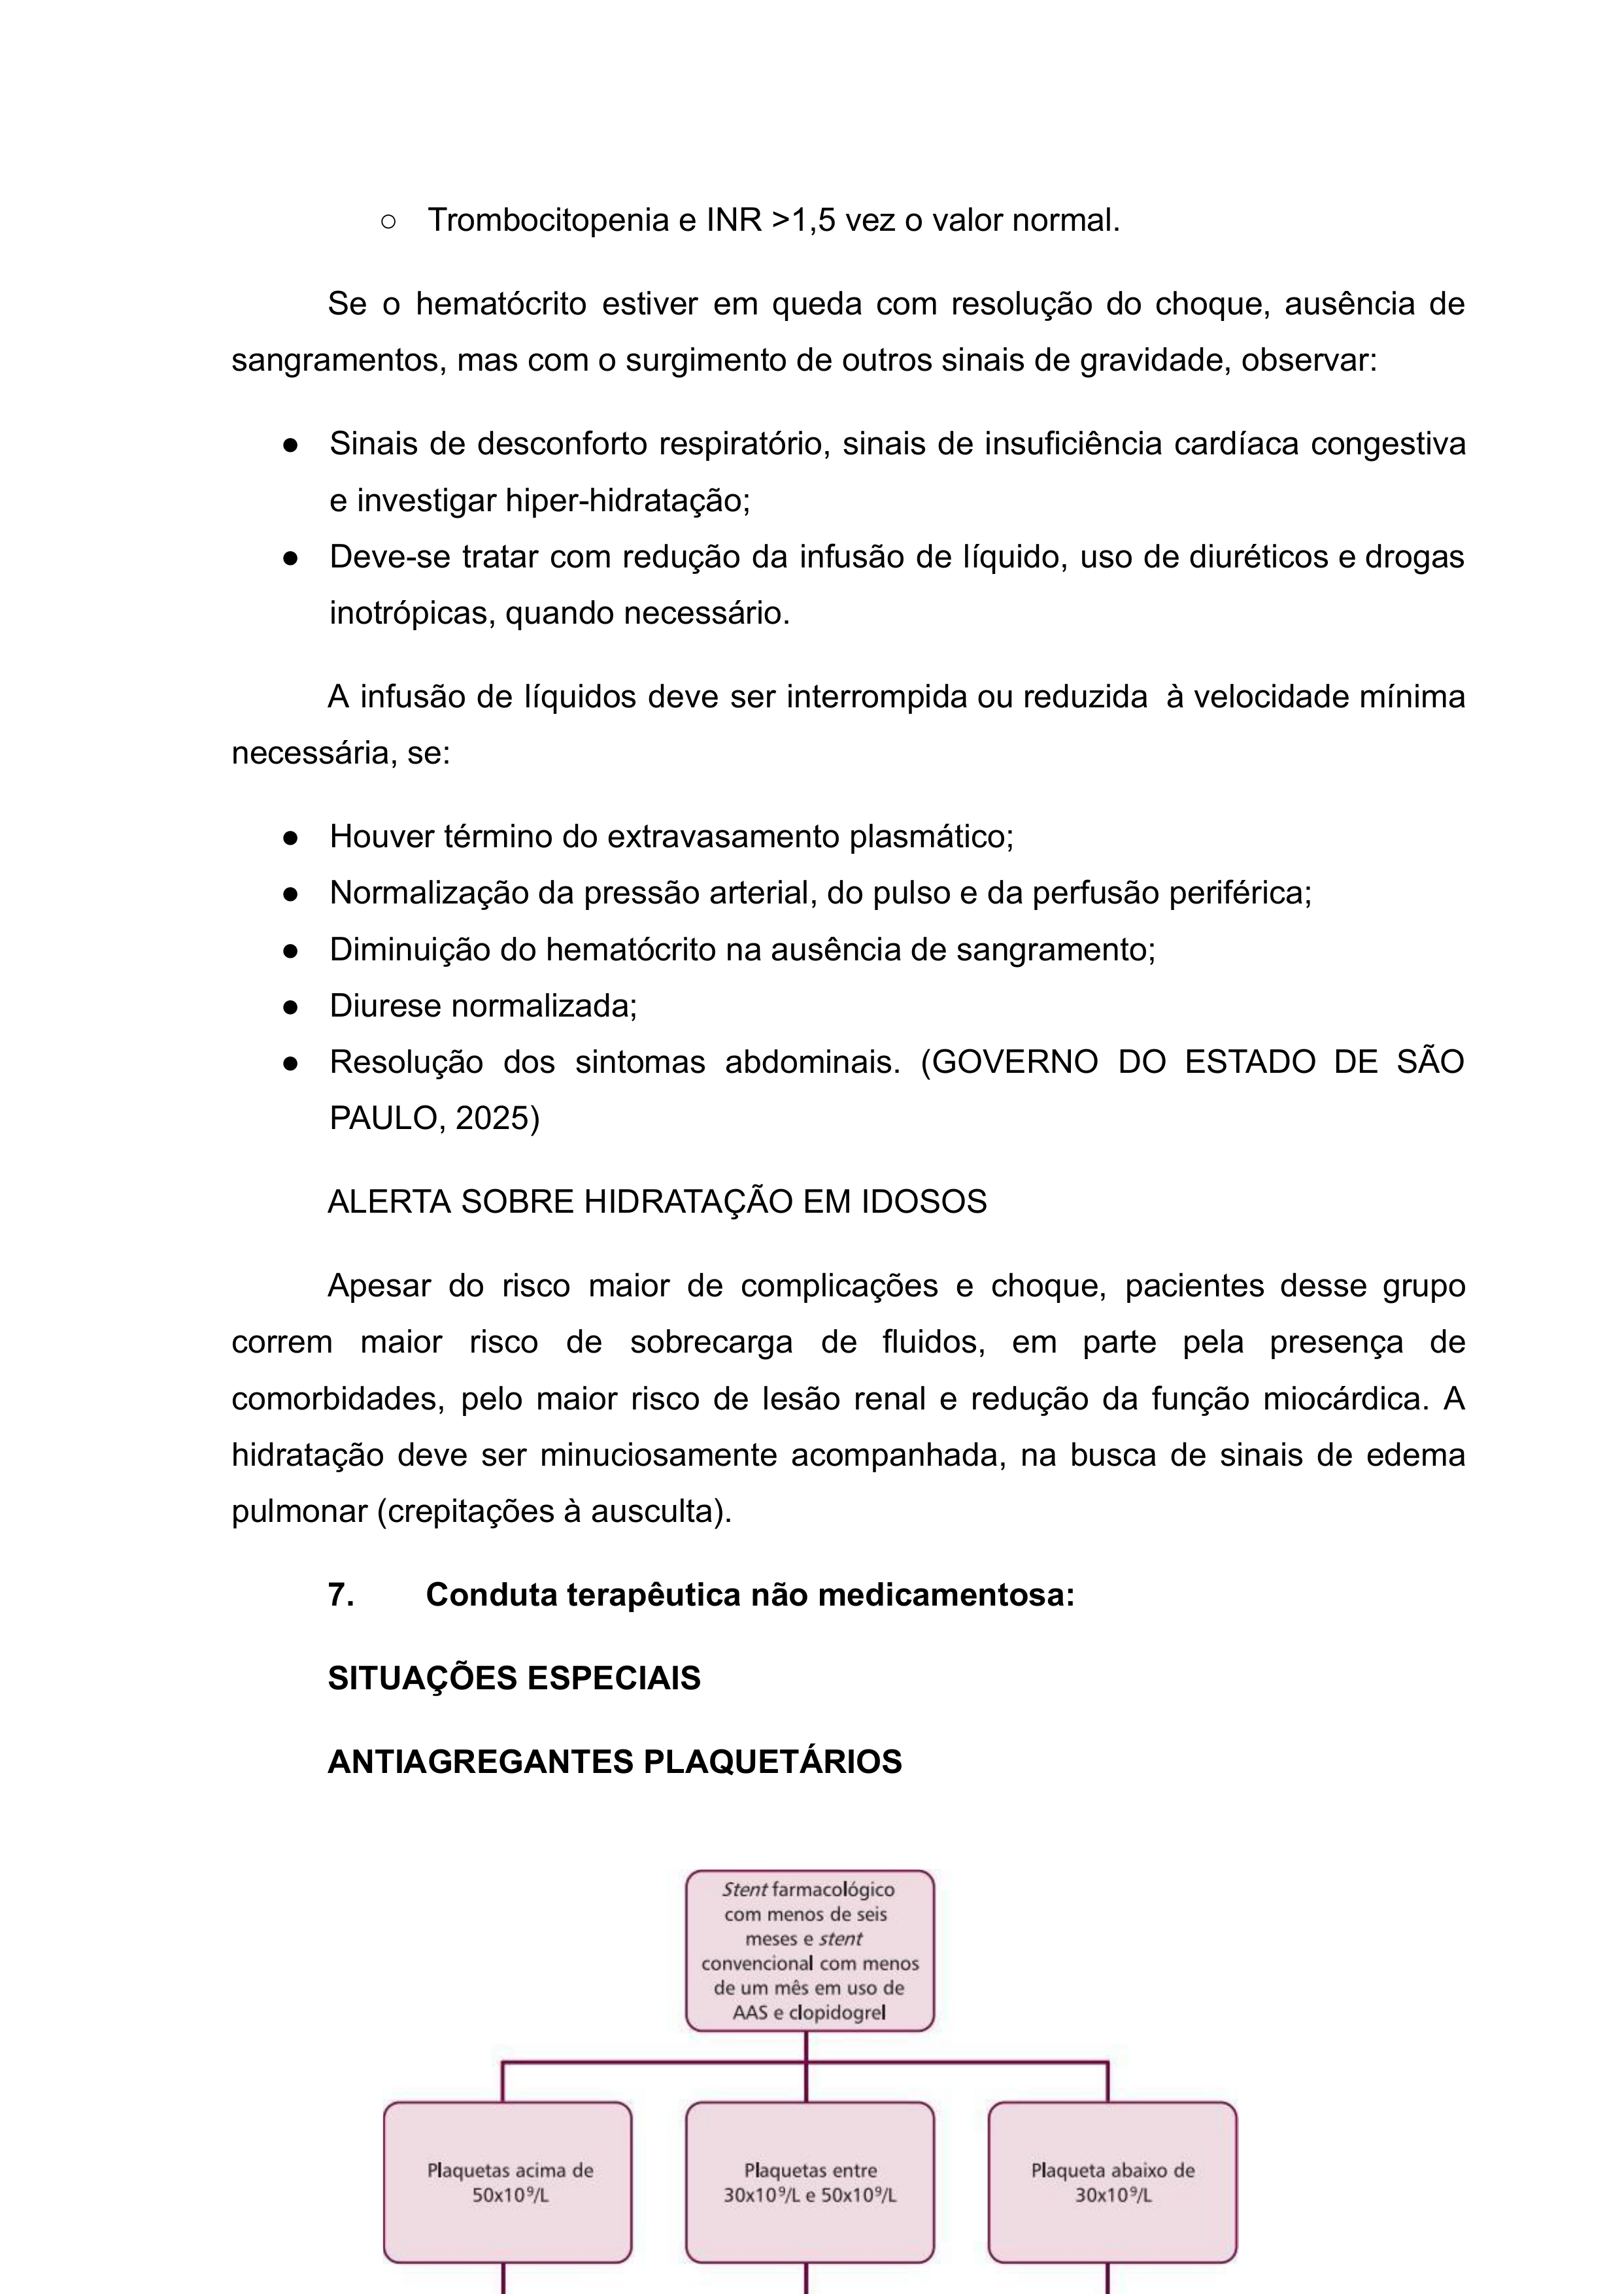 ○ Trombocitopenia e INR >1,5 vez o valor normal.
Se o hematócrito estiver em queda com resolução do choque, ausência de
sangramentos, mas com o surgimento de outros sinais de gravidade, observar:
● Sinais de desconforto respiratório, sinais de insuficiência cardíaca congestiva
e investigar hiper-hidratação;
● Deve-se tratar com redução da infusão de líquido, uso de diuréticos e drogas
inotrópicas, quando necessário.
A infusão de líquidos deve ser interrompida ou reduzida à velocidade mínima
necessária, se:
● Houver término do extravasamento plasmático;
● Normalização da pressão arterial, do pulso e da perfusão periférica;
● Diminuição do hematócrito na ausência de sangramento;
● Diurese normalizada;
● Resolução dos sintomas abdominais. (GOVERNO DO ESTADO DE SÃO
PAULO, 2025)
ALERTA SOBRE HIDRATAÇÃO EM IDOSOS
Apesar do risco maior de complicações e choque, pacientes desse grupo
correm maior risco de sobrecarga de fluidos, em parte pela presença de
comorbidades, pelo maior risco de lesão renal e redução da função miocárdica. A
hidratação deve ser minuciosamente acompanhada, na busca de sinais de edema
pulmonar (crepitações à ausculta).
7. Conduta terapêutica não medicamentosa:
SITUAÇÕES ESPECIAIS
ANTIAGREGANTES PLAQUETÁRIOS
Stent farmacológico
com menos de seis
meses e stent
convencional com menos
de um mês em uso de
AAS e clopidogrel
Plaquetas acima de
50x10⁹/L
Plaquetas entre
30x10⁹/L e 50x10⁹/L
Plaqueta abaixo de
30x10⁹/L